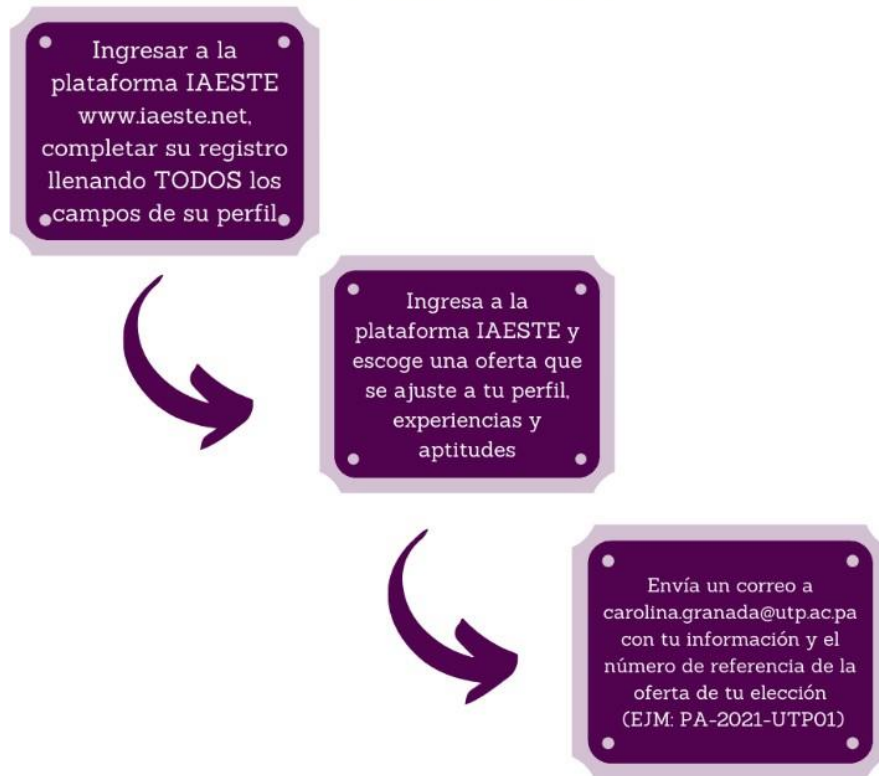 Ingresar a la
plataforma IAESTE
www.iaeste.net,
completar su registro
llenando TODOS los
campos de su perfil
Ingresa a la
plataforma IAESTE y
escoge una oferta que
se ajuste a tu perfil,
experiencias y
aptitudes
Envía un correo a
carolina.granada@utp.ac.pa
con tu información y el
número de referencia de la
oferta de tu elección
(EJM: PA-2021-UTP01)